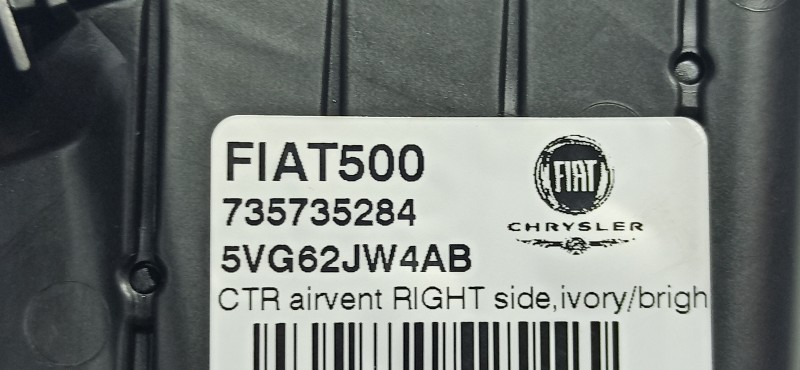 FIAT500
FIAT
735735284
CHRYSLER
5VG62JW4AB
CTR airvent RIGHT side,ivory/brigh